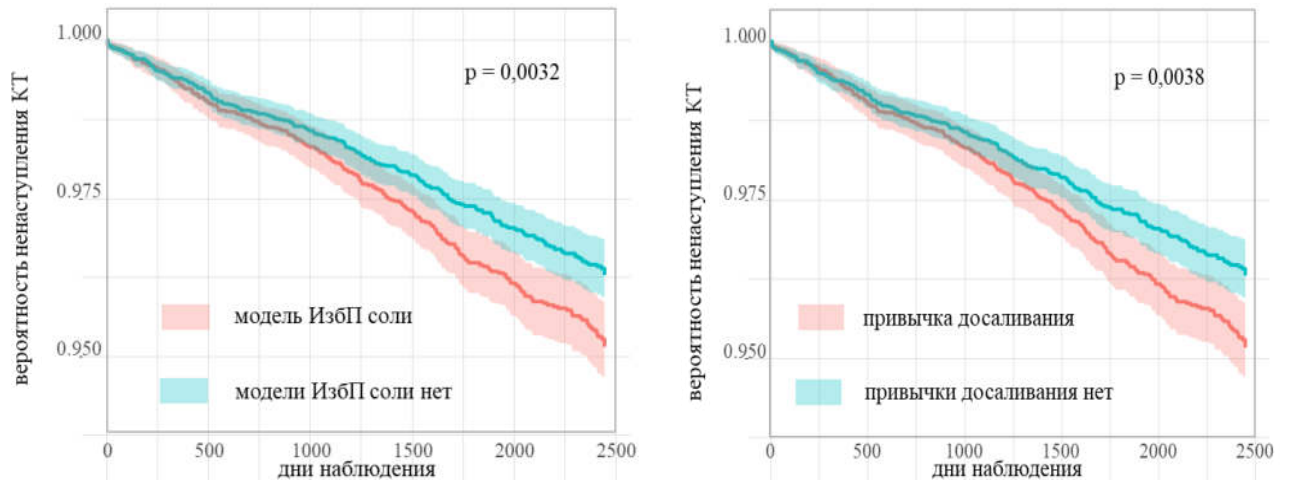 вероятность ненаступления КТ
1.000
0.975
0.950
p = 0,0032
модель ИзбП соли
модели ИзбП соли нет
0
500
1000
1500
2000
2500
дни наблюдения
вероятность ненаступления КТ
1.000
0.975
0.950
p = 0,0038
привычка досаливания
привычки досаливания нет
0
500
1000
1500
2000
2500
дни наблюдения